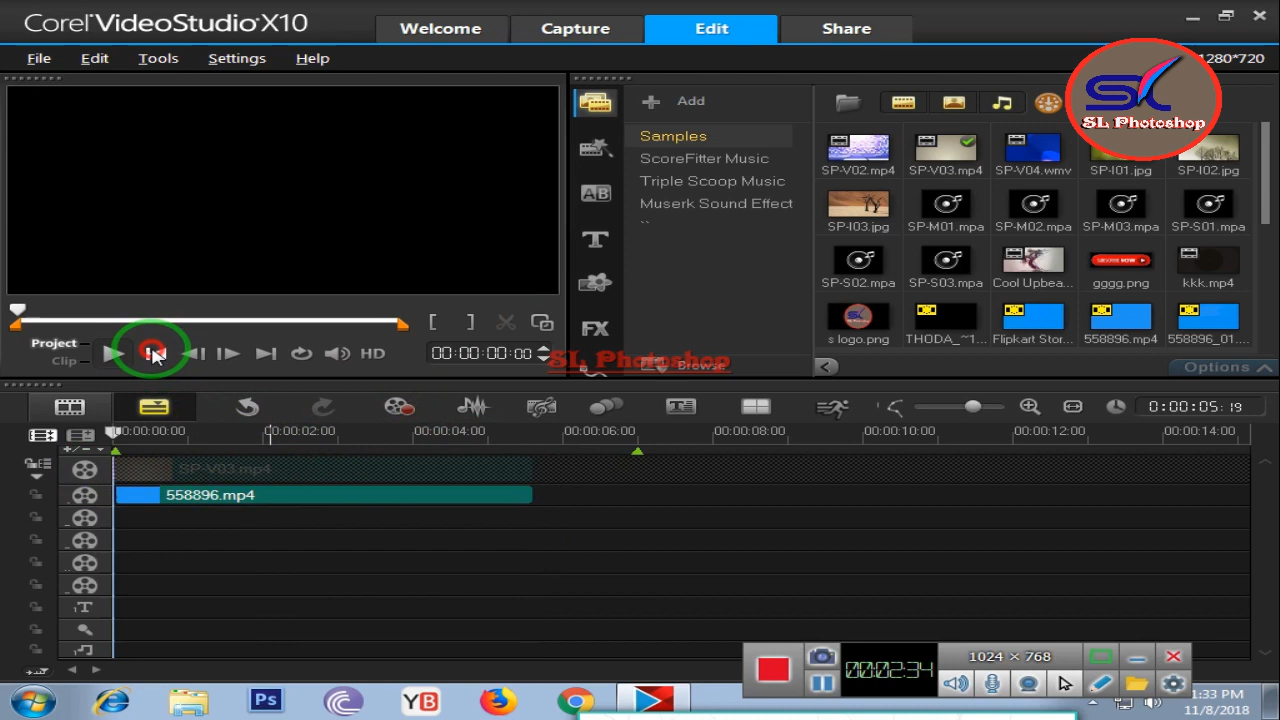 Corel VideoStudio X10
Welcome
Capture
Edit
Share
File
Edit
Tools
Settings
Help
1280*720
SL Photoshop
Add
Samples
ScoreFitter Music
Triple Scoop Music
Muserk Sound Effect
SP-V02.mp4
SP-V03.mp4
SP-V04.wmv
SP-I01.jpg
SP-I02.jpg
SP-I03.jpg
SP-M01.mpa
SP-M02.mpa
SP-M03.mpa
SP-S01.mpa
SP-S02.mpa
SP-S03.mpa
Cool Upbea...
gggg.png
kkk.mp4
s logo.png
THODA_~1...
Flipkart Stor...
558896.mp4
558896_01...
Project
Clip
HD
00:00:00:00
SL Photoshop
Browse
Options
0:00:05:19
00:00:00:00
00:00:02:00
00:00:04:00
00:00:06:00
00:00:08:00
00:00:10:00
00:00:12:00
00:00:14:00
SP-V03.mp4
558896.mp4
1024 × 768
00:02:34
:33 PM
11/8/2018